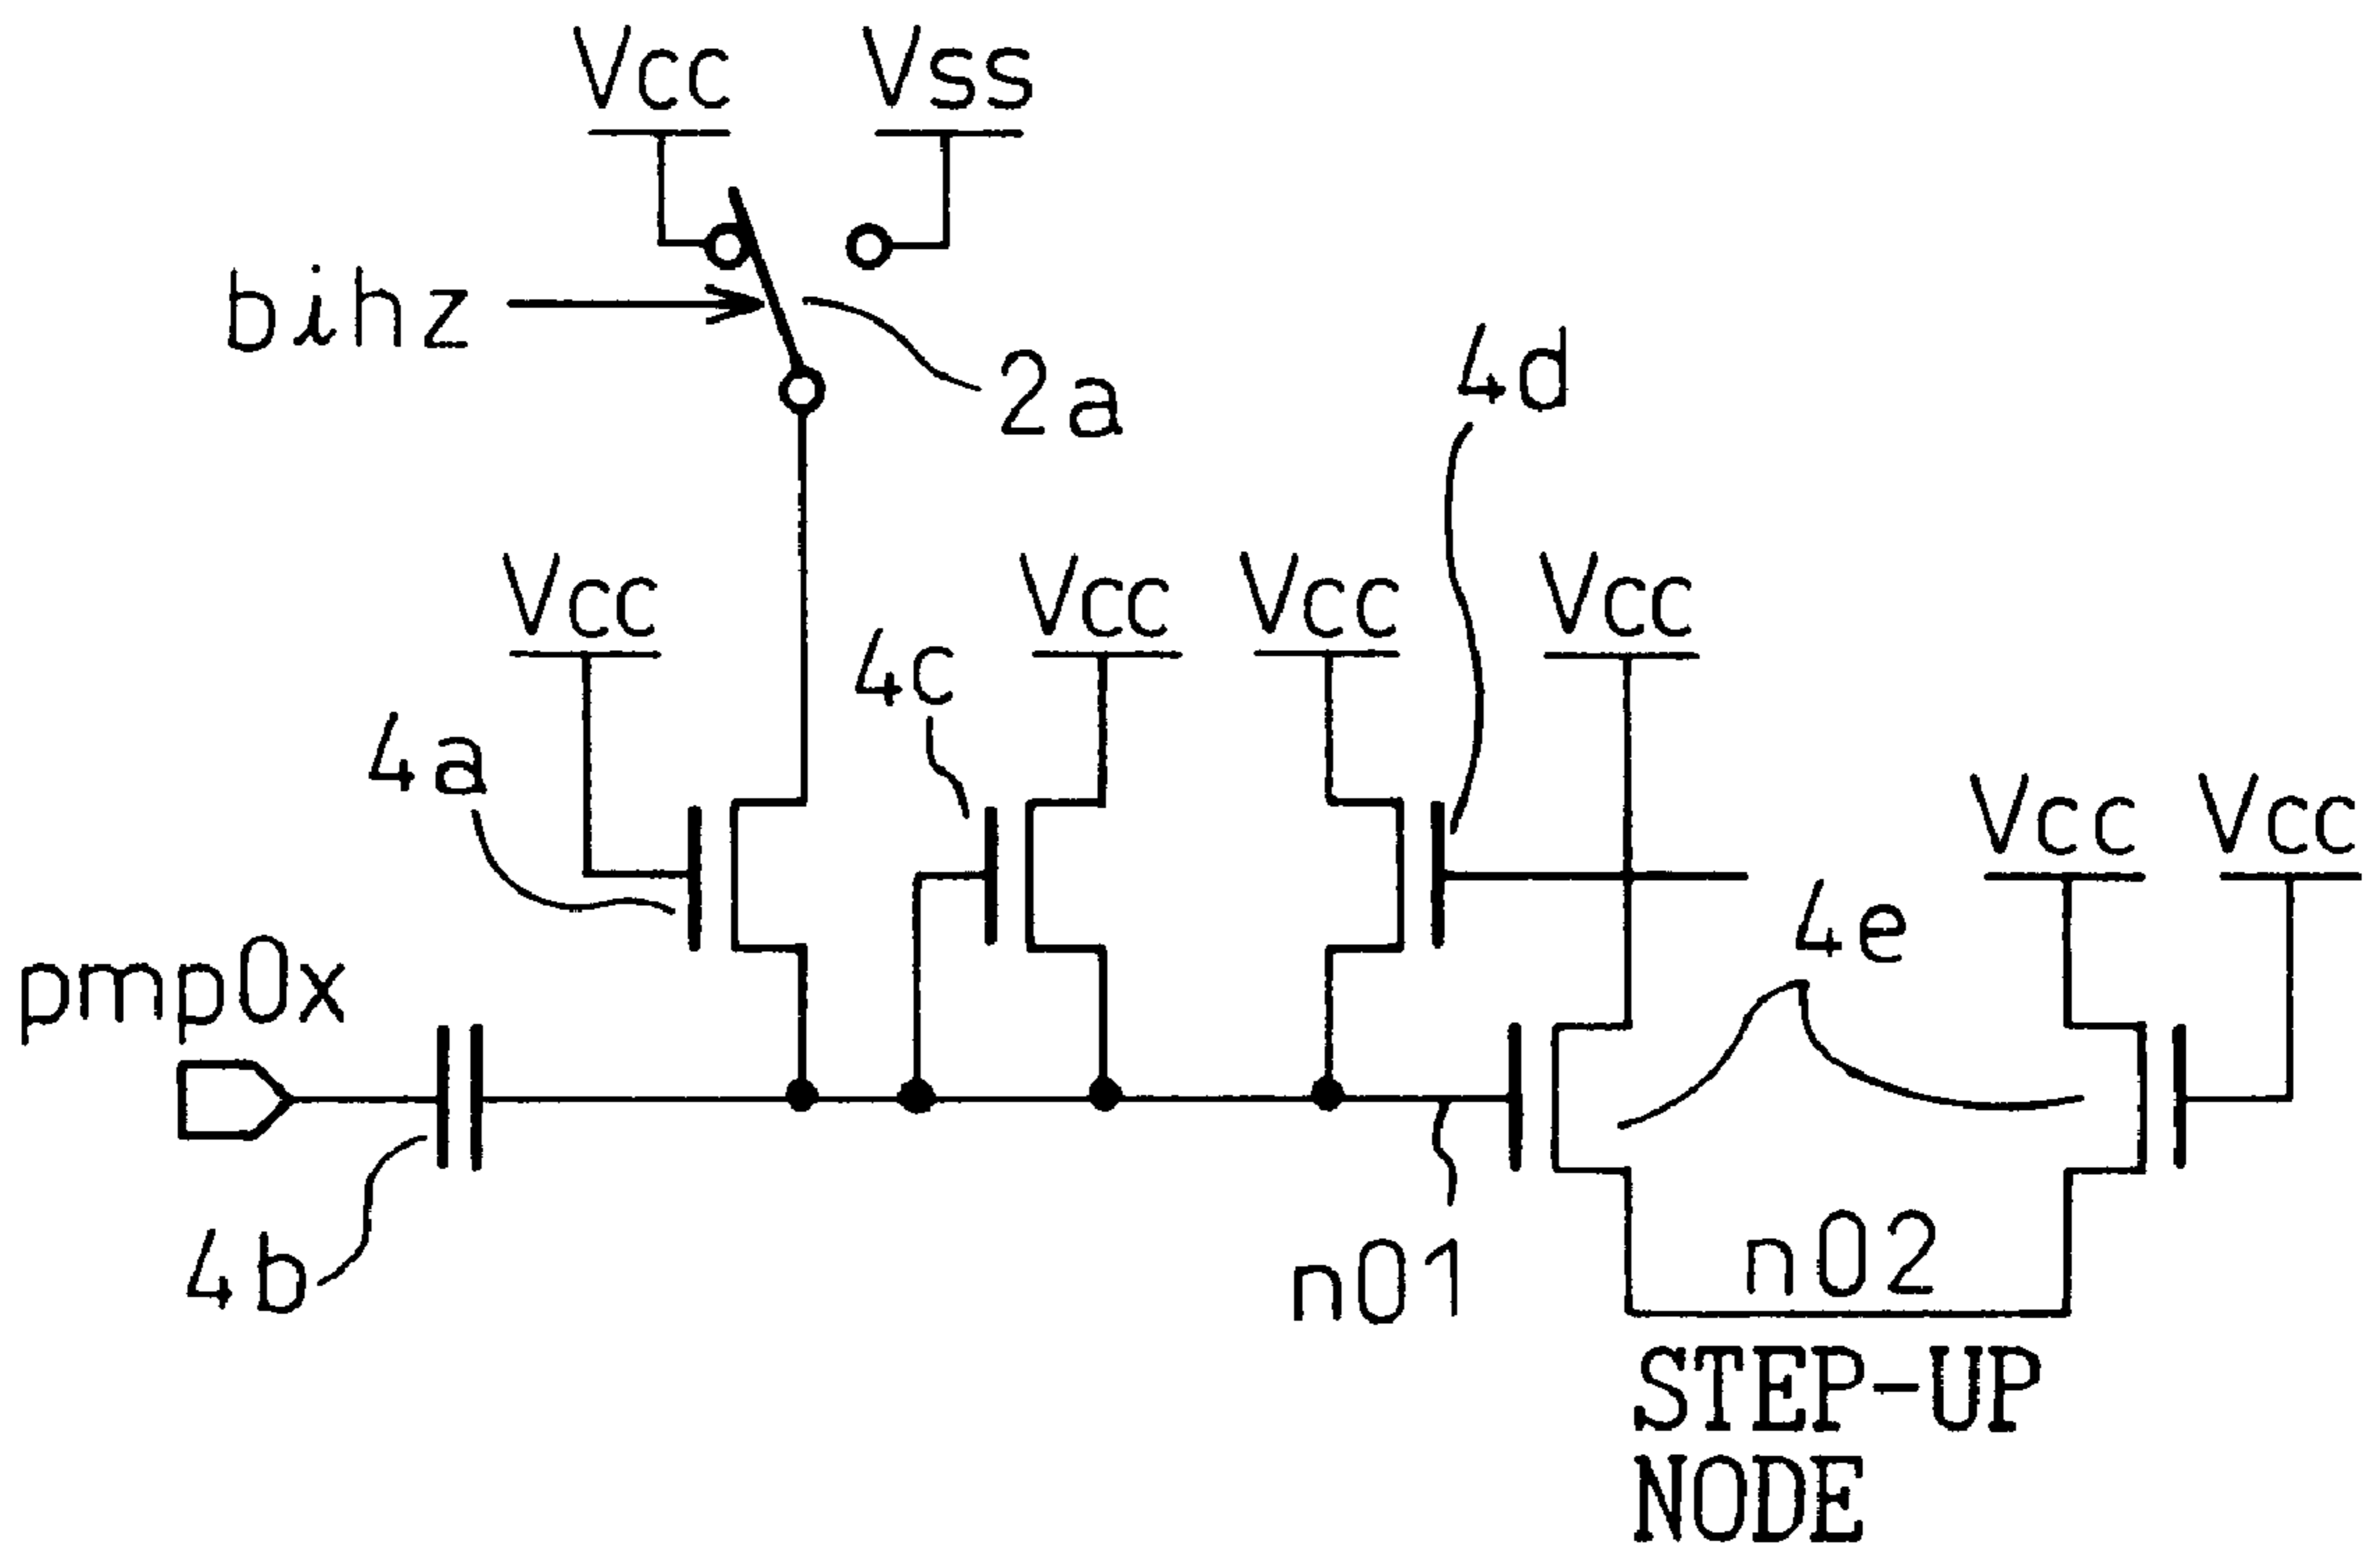 Vcc Vss
bihz
2a
4d
Vcc Vcc Vcc Vcc
4c
4a
Vcc Vcc
4e
pmp0x
4b
n01
n02
STEP-UP
NODE